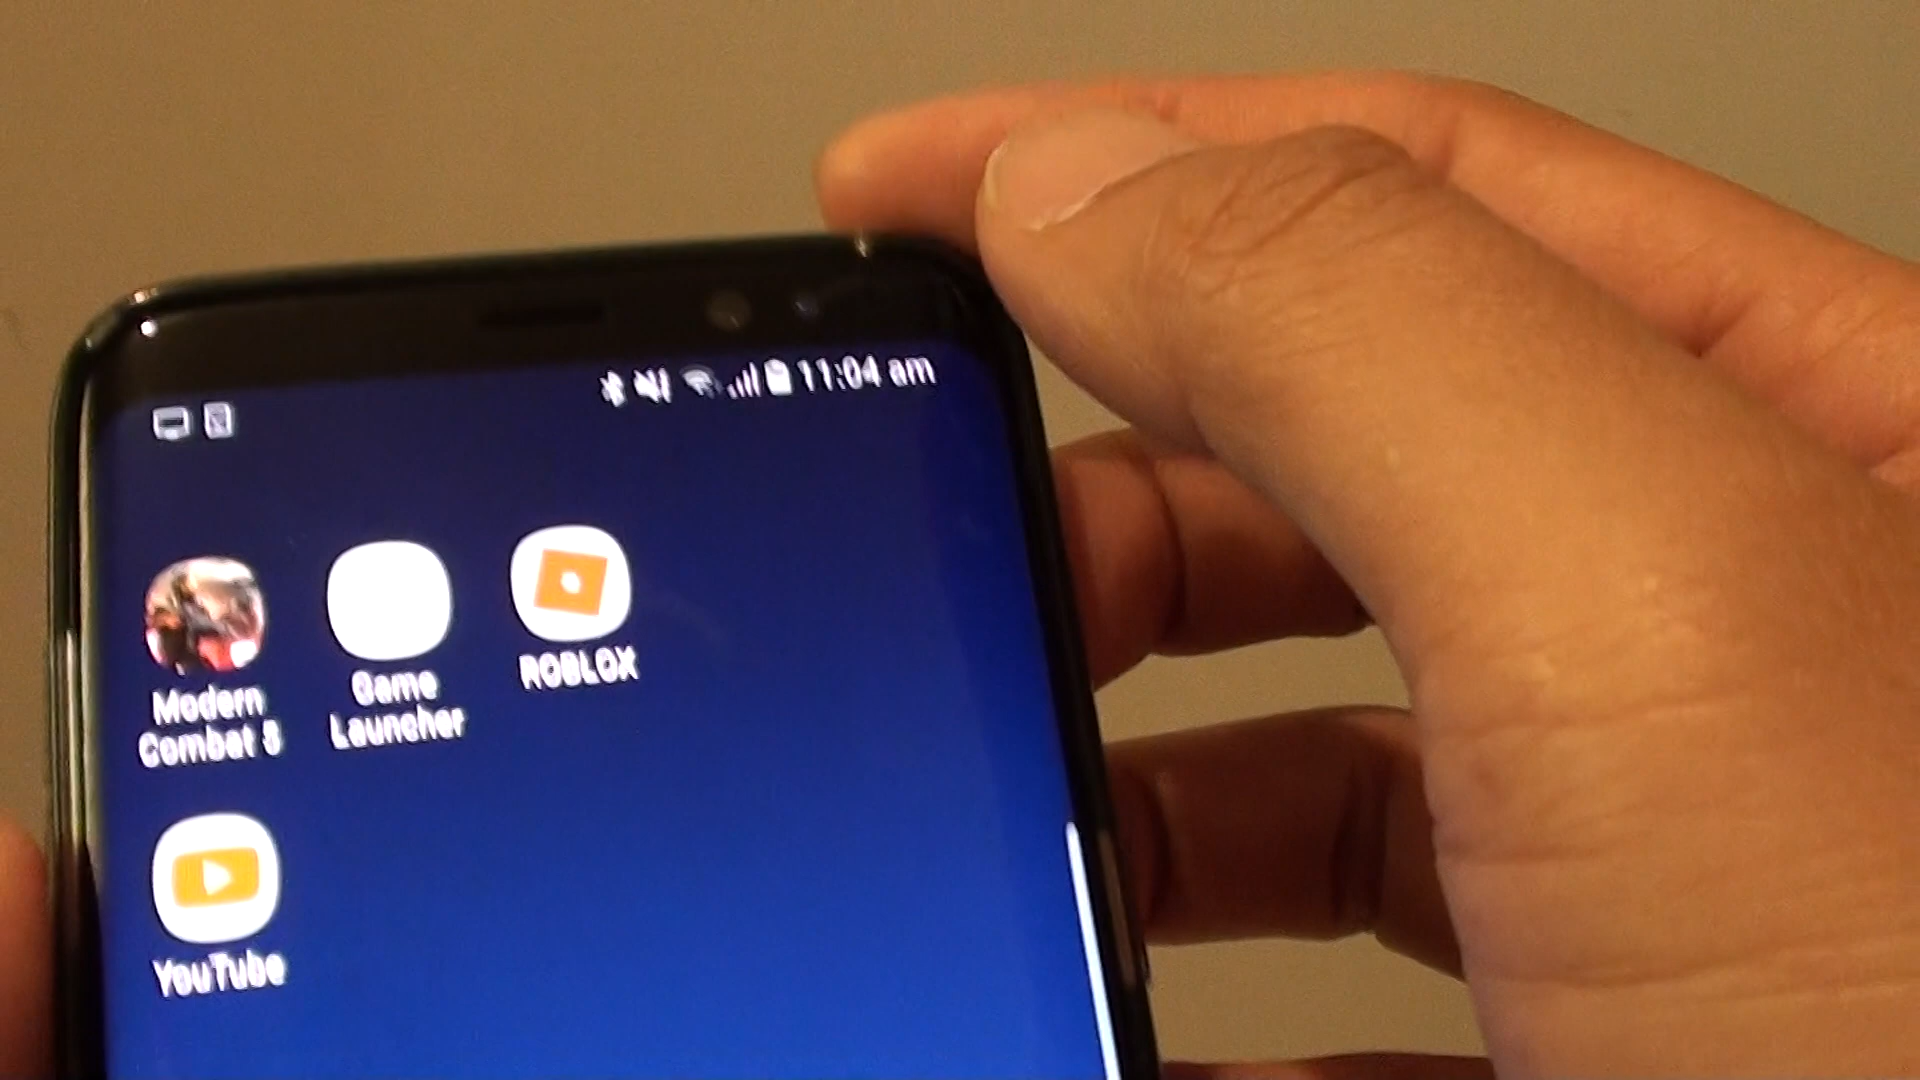 11:04 am
Modern
Combat 5
Game
Launcher
ROBLOX
YouTube